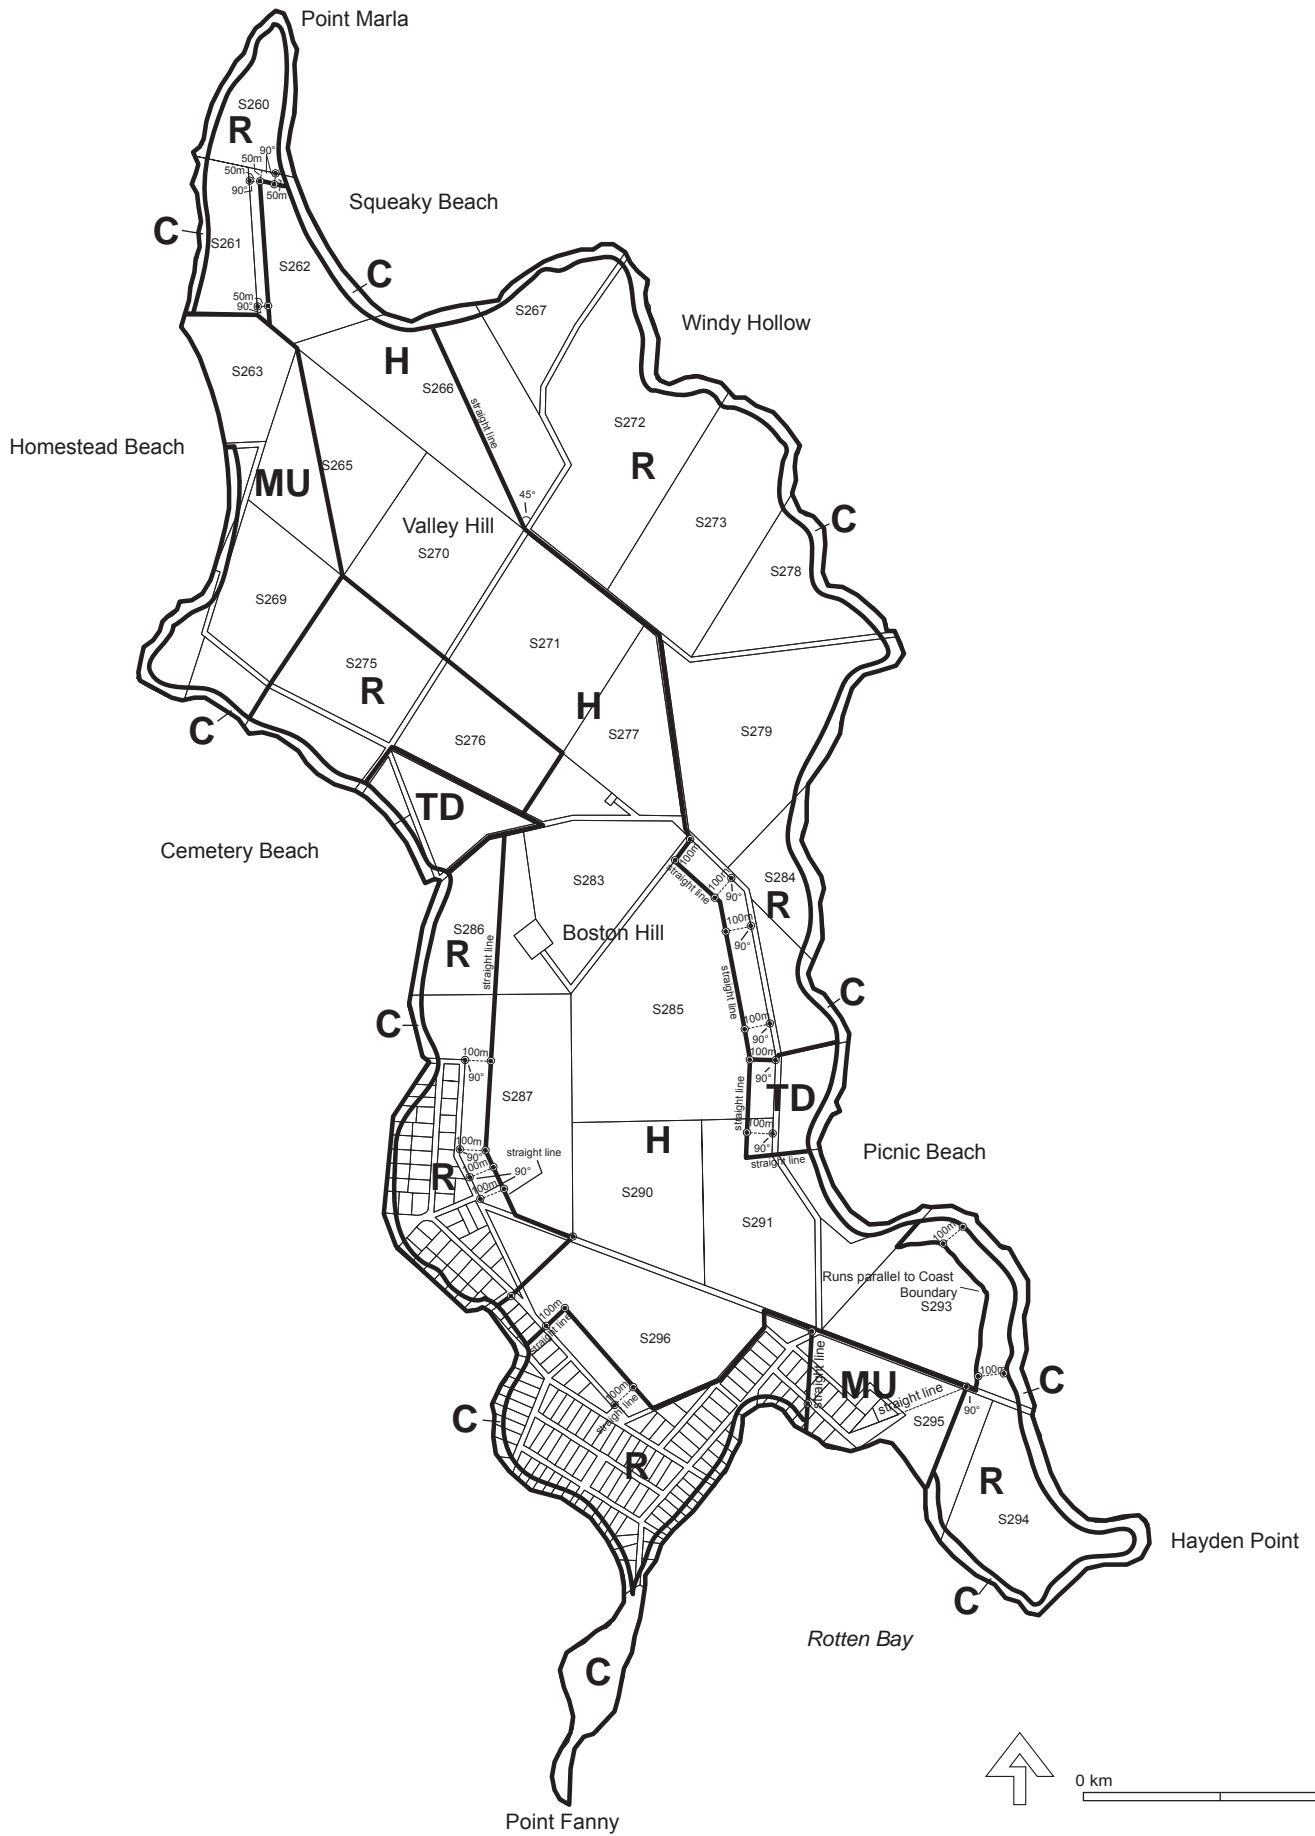 Point Marla
S260
R
90°
50m
50m
90°
50m
Squeaky Beach
C
S261
S262
C
50m
90°
S267
Windy Hollow
H
S263
S266
straight line
S272
Homestead Beach
S265
R
MU
45°
S273
C
Valley Hill
S270
S278
S269
S271
S275
R
H
C
S276
S277
S279
TD
Cemetery Beach
100m
straight line
100m
90°
S283
S284
R
100m
S286
Boston Hill
90°
R
straight line
straight line
C
S285
C
100m
90°
100m
100m
90°
90°
straight line
S287
TD
100m
90°
H
100m
90°
straight line
straight line
Picnic Beach
R
100m
90°
100m
S290
S291
100m
Runs parallel to Coast
Boundary
S293
100m
straight line
S296
straight line
MU
100m
C
100m
straight line
straight line
90°
S295
C
R
R
S294
Hayden Point
C
Rotten Bay
C
0 km
Point Fanny